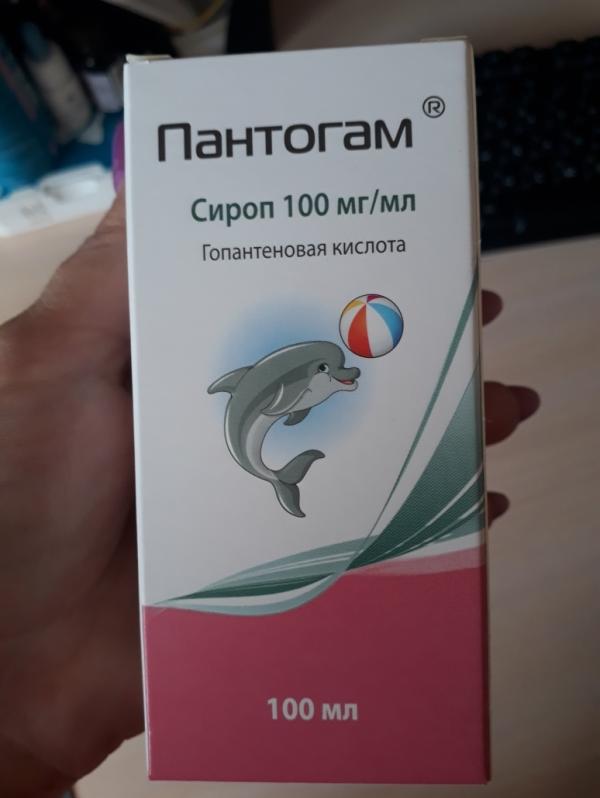 Пантогам ®
Сироп 100 мг/мл
Гопантеновая кислота
100 мл